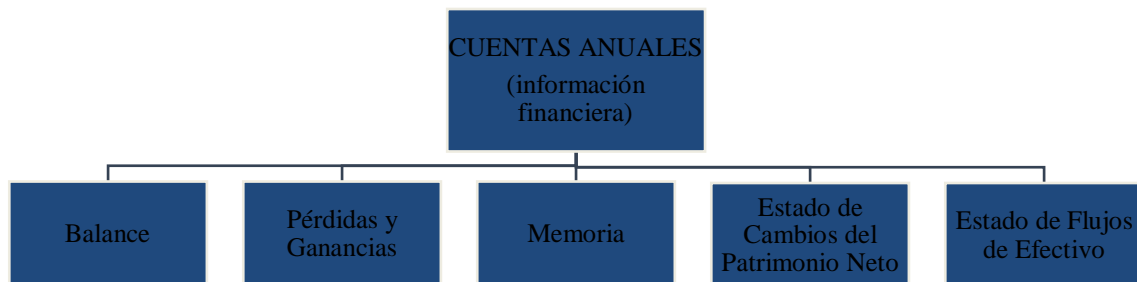 CUENTAS ANUALES
(información
financiera)
Balance
Pérdidas y
Ganancias
Memoria
Estado de
Cambios del
Patrimonio Neto
Estado de Flujos
de Efectivo